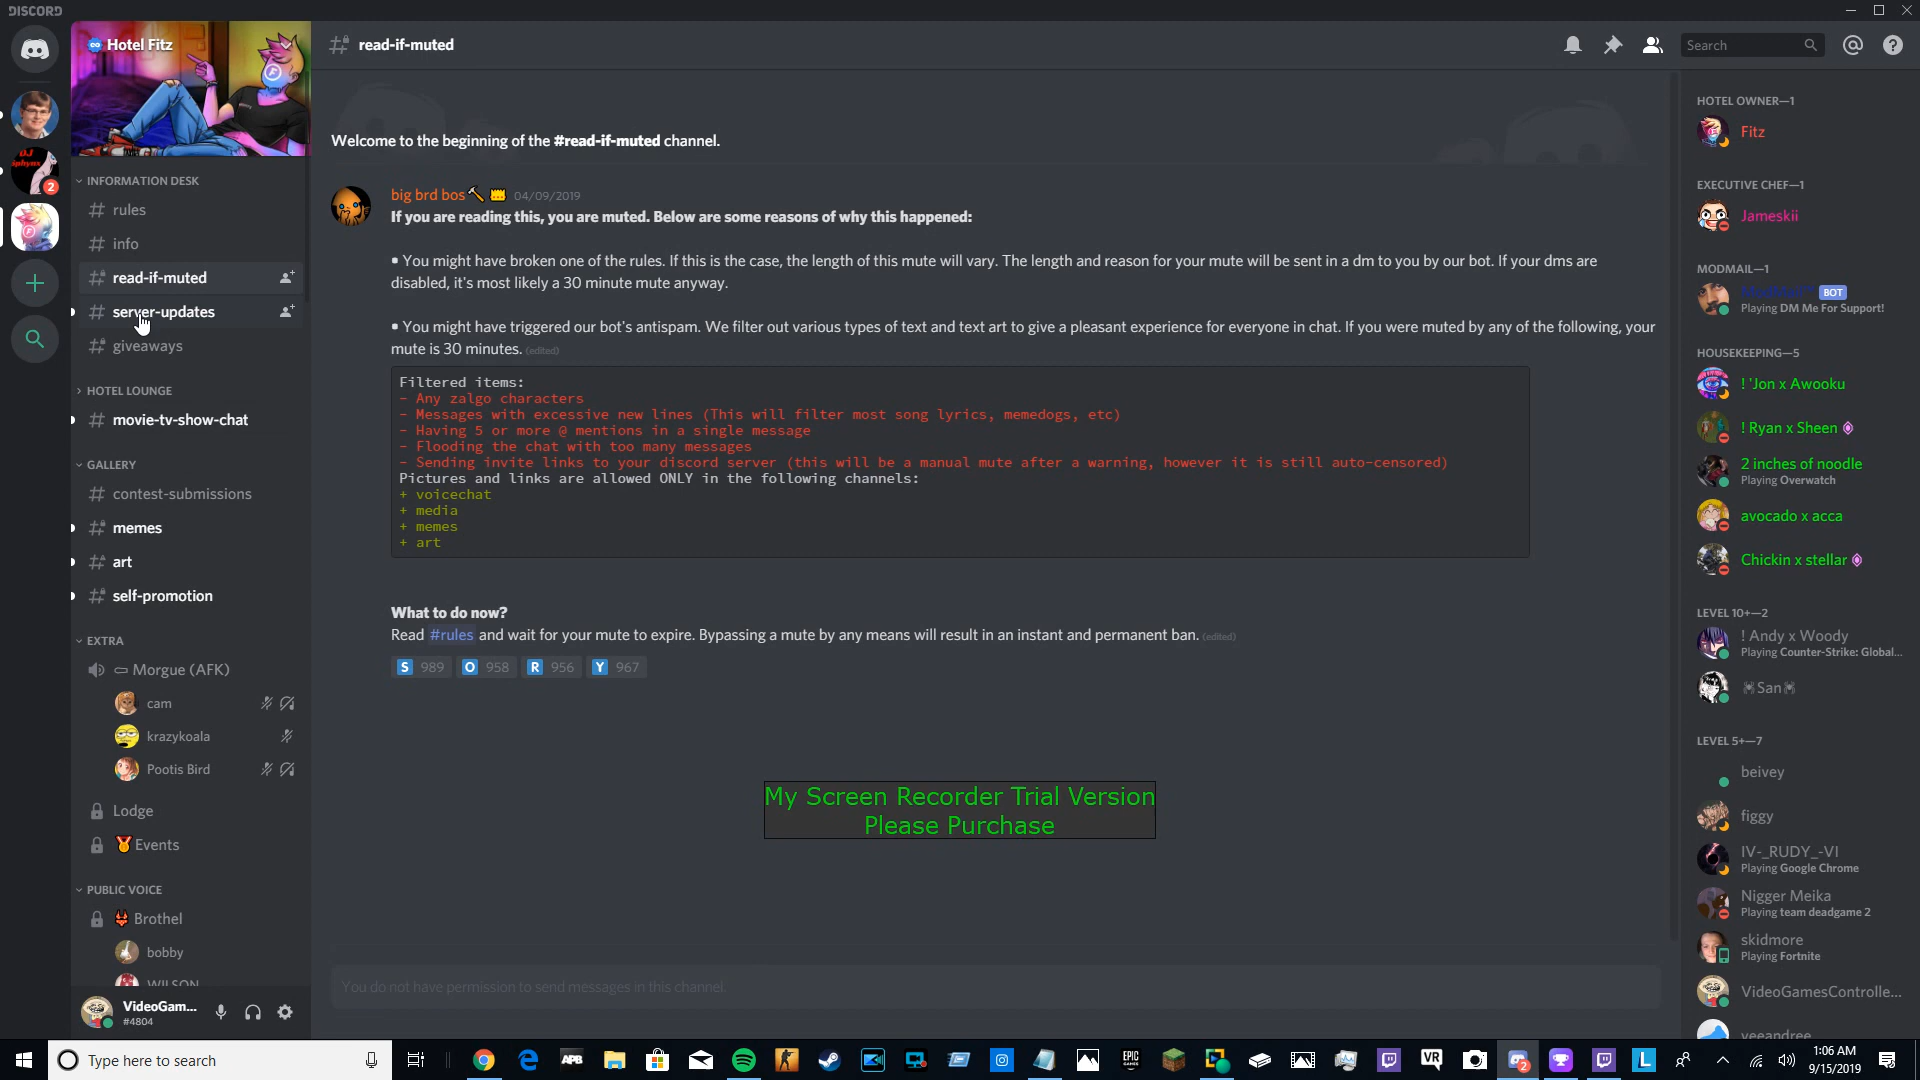 DISCORD
Hotel Fitz
read-if-muted
Search
INFORMATION DESK
rules
info
read-if-muted
server-updates
giveaways
HOTEL LOUNGE
movie-tv-show-chat
GALLERY
contest-submissions
memes
art
self-promotion
EXTRA
Morgue (AFK)
cam
krazykoala
Pootis Bird
Lodge
Events
PUBLIC VOICE
Brothel
bobby
WILSON
VideoGam...
#4804
Welcome to the beginning of the #read-if-muted channel.
big brd bos 04/09/2019
If you are reading this, you are muted. Below are some reasons of why this happened:
• You might have broken one of the rules. If this is the case, the length of this mute will vary. The length and reason for your mute will be sent in a dm to you by our bot. If your dms are
disabled, it's most likely a 30 minute mute anyway.
• You might have triggered our bot's antispam. We filter out various types of text and text art to give a pleasant experience for everyone in chat. If you were muted by any of the following, your
mute is 30 minutes. (edited)
Filtered items:
- Any zalgo characters
- Messages with excessive new lines (This will filter most song lyrics, memedogs, etc)
- Having 5 or more @ mentions in a single message
- Flooding the chat with too many messages
- Sending invite links to your discord server (this will be a manual mute after a warning, however it is still auto-censored)
Pictures and links are allowed ONLY in the following channels:
+ voicechat
+ media
+ memes
+ art
What to do now?
Read #rules and wait for your mute to expire. Bypassing a mute by any means will result in an instant and permanent ban. (edited)
S 989 O 958 R 956 Y 967
My Screen Recorder Trial Version
Please Purchase
You do not have permission to send messages in this channel.
HOTEL OWNER—1
Fitz
EXECUTIVE CHEF—1
Jameskii
MODMAIL—1
BOT
Playing DM Me For Support!
HOUSEKEEPING—5
! 'Jon x Awooku
! Ryan x Sheen
2 inches of noodle
Playing Overwatch
avocado x acca
Chickin x stellar
LEVEL 10+—2
! Andy x Woody
Playing Counter-Strike: Global...
San
LEVEL 5+—7
beivey
figgy
IV-_RUDY_-VI
Playing Google Chrome
Nigger Meika
Playing team deadgame 2
skidmore
Playing Fortnite
VideoGamesControlle...
veeandree
Type here to search
APB
EPIC GAMES
VR
L
2
1:06 AM
9/15/2019